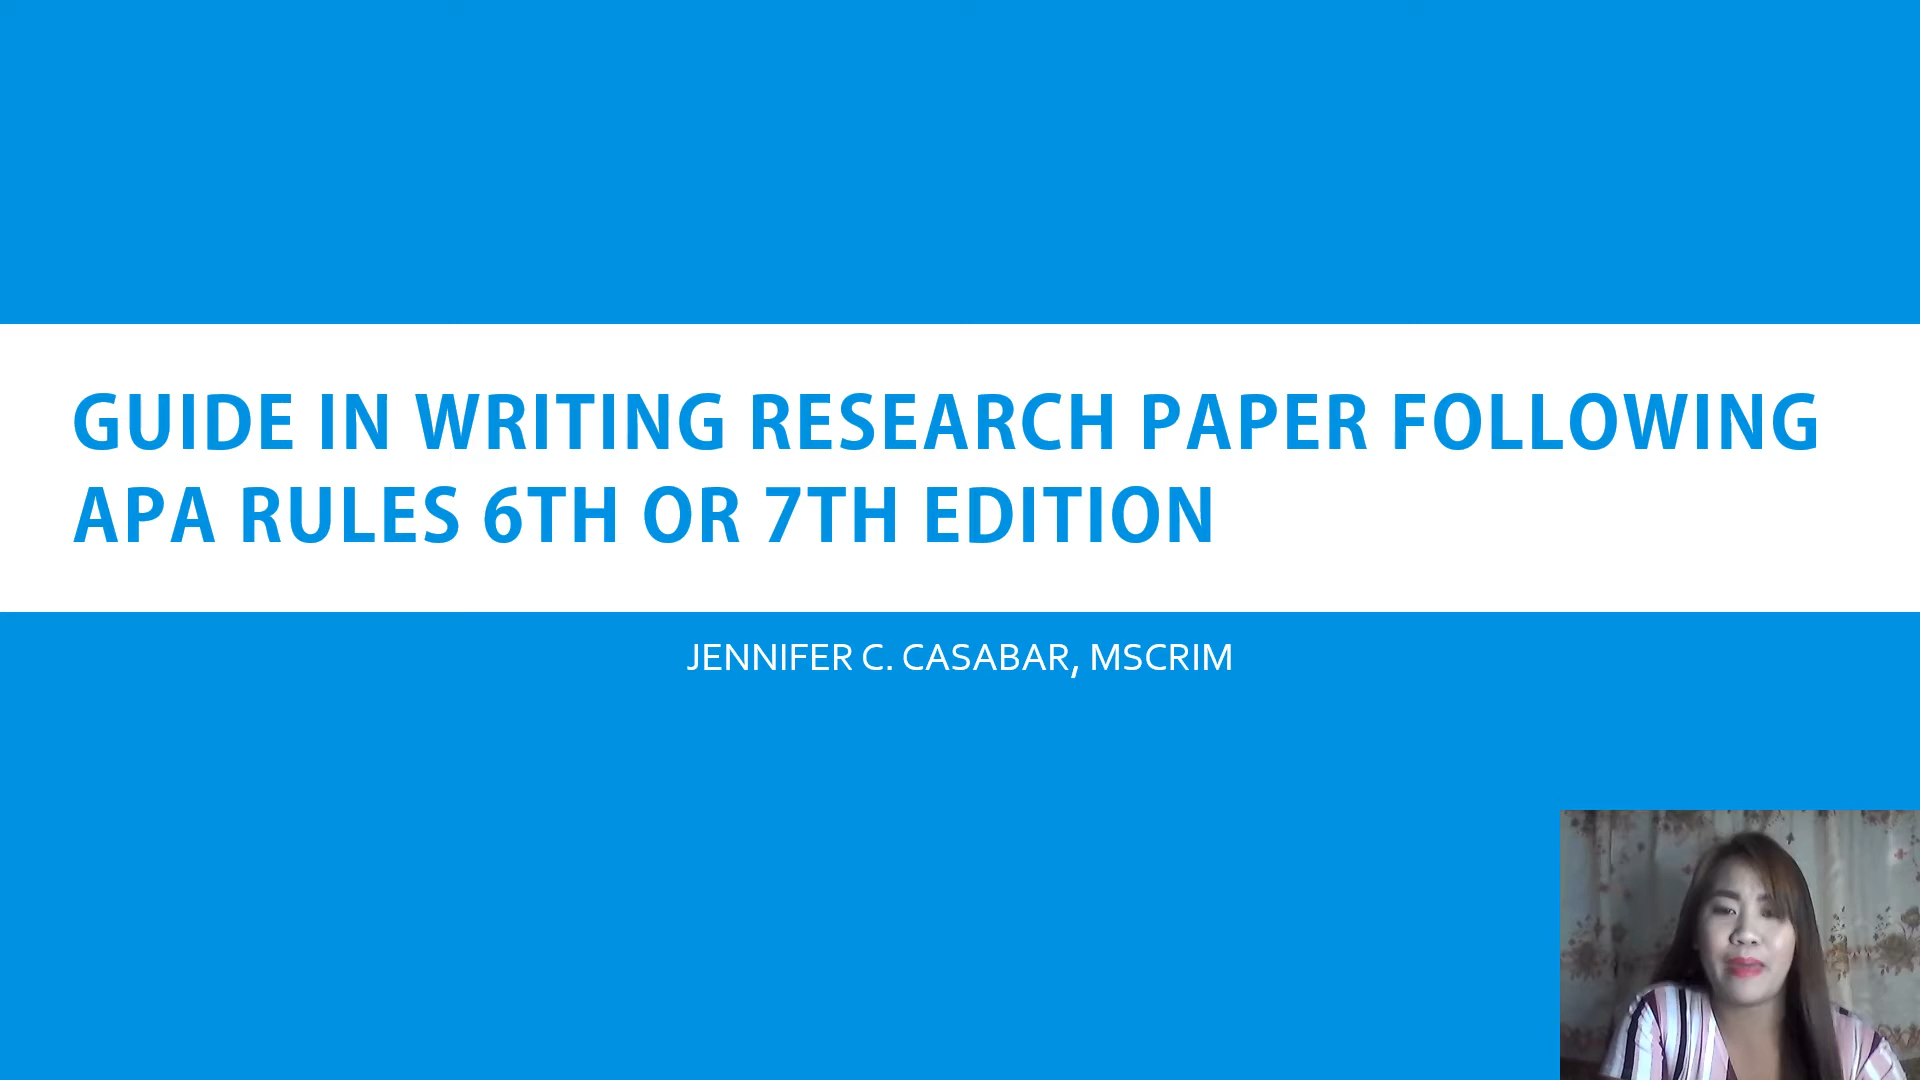 GUIDE IN WRITING RESEARCH PAPER FOLLOWING
APA RULES 6TH OR 7TH EDITION
JENNIFER C. CASABAR, MSCRIM